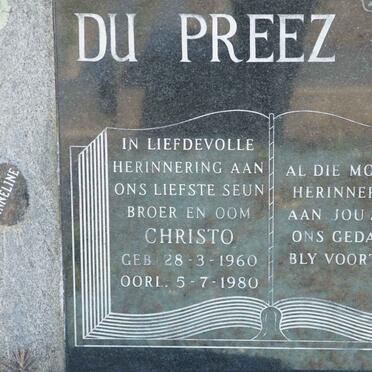 DU PREEZ
IN LIEFDEVOLLE
HERINNERING AAN
ONS LIEFSTE SEUN
BROER EN OOM
CHRISTO
GEB. 28-3-1960
OORL. 5-7-1980
AL DIE MO
HERINNER
AAN JOU
ONS GEDA
BLY VOORT